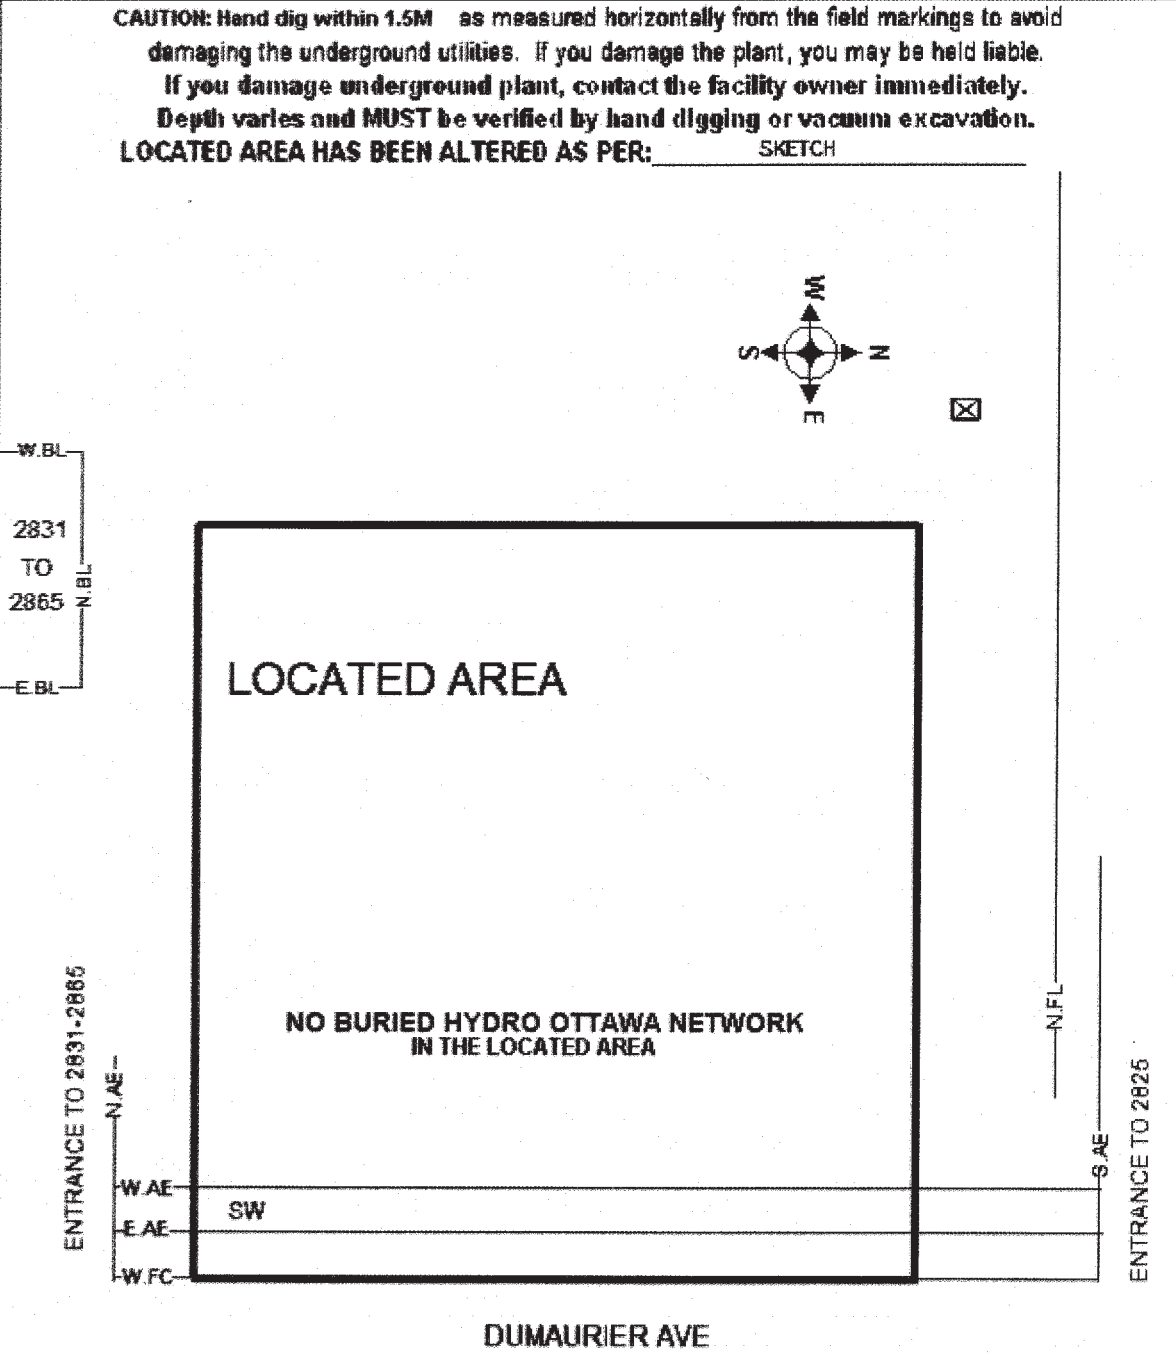 CAUTION: Hand dig within 1.5M as measured horizontally from the field markings to avoid
damaging the underground utilities. If you damage the plant, you may be held liable.
If you damage underground plant, contact the facility owner immediately.
Depth varies and MUST be verified by hand digging or vacuum excavation.
LOCATED AREA HAS BEEN ALTERED AS PER: SKETCH
W
S
N
E
W.BL
2831
TO
2865
N.BL
E.BL
LOCATED AREA
NO BURIED HYDRO OTTAWA NETWORK
IN THE LOCATED AREA
N.FL
ENTRANCE TO 2831-2865
N.AE
W.AE
SW
E.AE
W.FC
S.AE
ENTRANCE TO 2825
DUMAURIER AVE